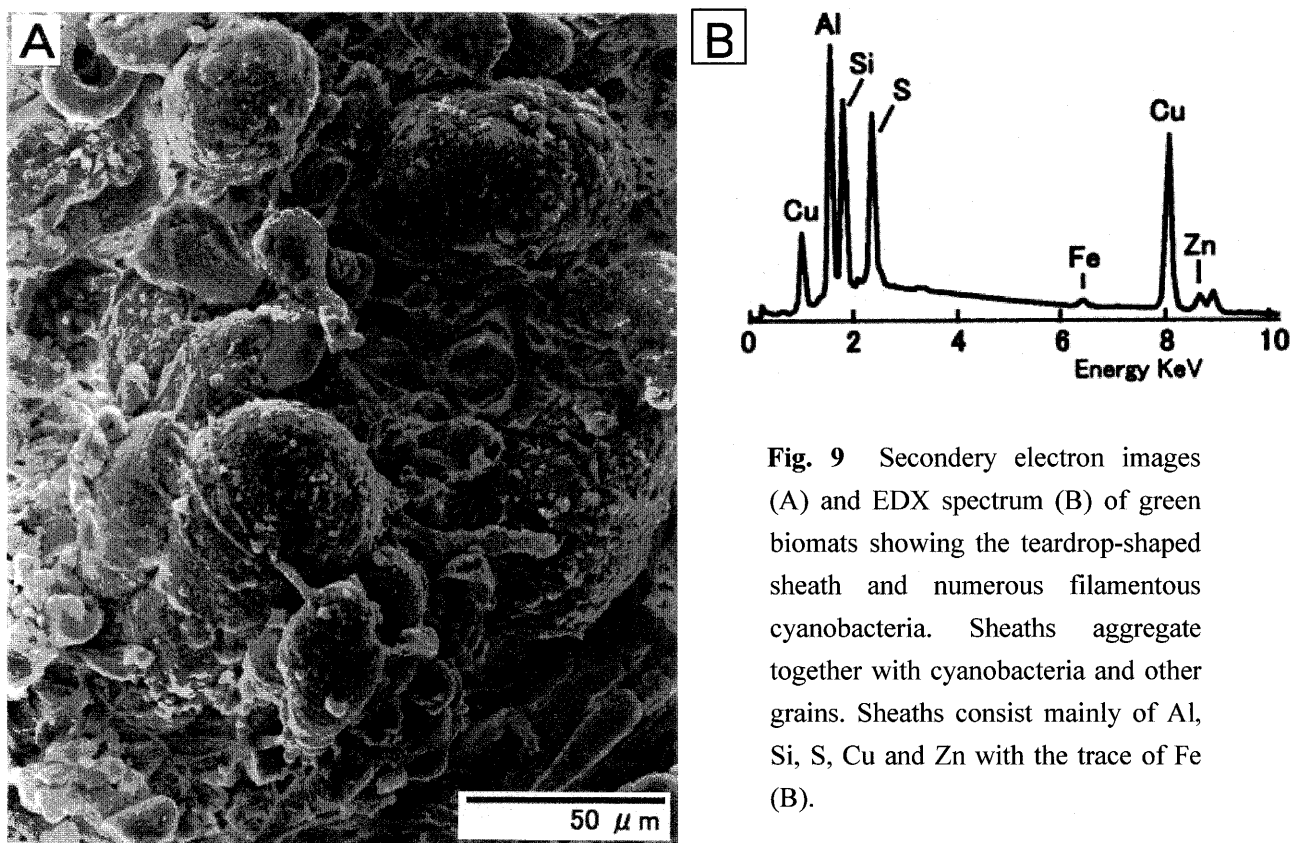 A
50 μm
B
Al
Si
S
Cu
Cu
Fe
Zn
0 2 4 6 8 10
Energy KeV
Fig. 9 Secondery electron images
(A) and EDX spectrum (B) of green
biomats showing the teardrop-shaped
sheath and numerous filamentous
cyanobacteria. Sheaths aggregate
together with cyanobacteria and other
grains. Sheaths consist mainly of Al,
Si, S, Cu and Zn with the trace of Fe
(B).